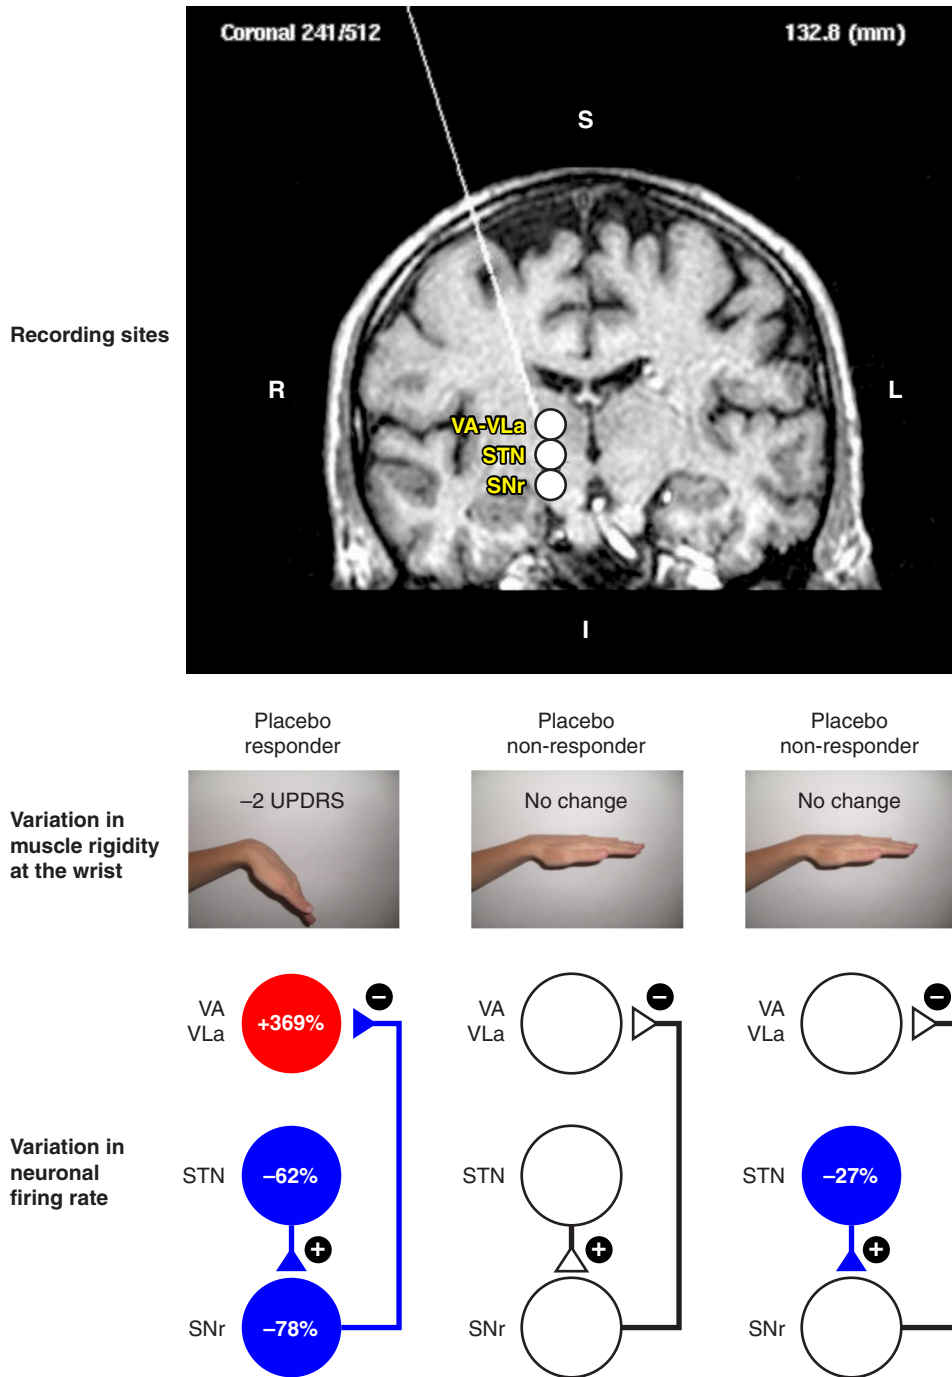 Coronal 241/512
132.8 (mm)
S
Recording sites
R
L
VA-VLa
STN
SNr
I
Placebo
responder
Placebo
non-responder
Placebo
non-responder
Variation in
muscle rigidity
at the wrist
–2 UPDRS
No change
No change
VA
VLa
+369%
–
VA
VLa
–
VA
VLa
–
Variation in
neuronal
firing rate
STN
–62%
+
STN
+
STN
–27%
+
SNr
–78%
SNr
SNr